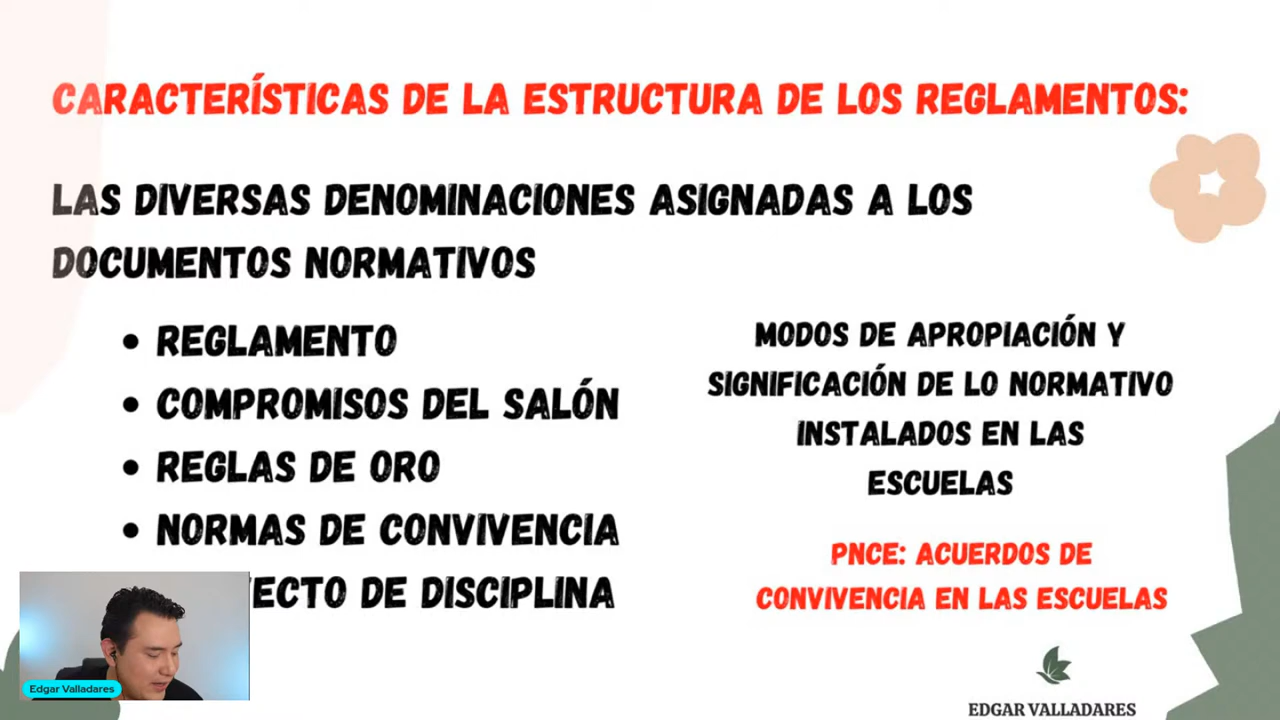 CARACTERÍSTICAS DE LA ESTRUCTURA DE LOS REGLAMENTOS:
LAS DIVERSAS DENOMINACIONES ASIGNADAS A LOS
DOCUMENTOS NORMATIVOS
• REGLAMENTO
• COMPROMISOS DEL SALÓN
• REGLAS DE ORO
• NORMAS DE CONVIVENCIA
DE DISCIPLINA
MODOS DE APROPIACIÓN Y
SIGNIFICACIÓN DE LO NORMATIVO
INSTALADOS EN LAS
ESCUELAS
PNCE: ACUERDOS DE
CONVIVENCIA EN LAS ESCUELAS
Edgar Valladares
EDGAR VALLADARES